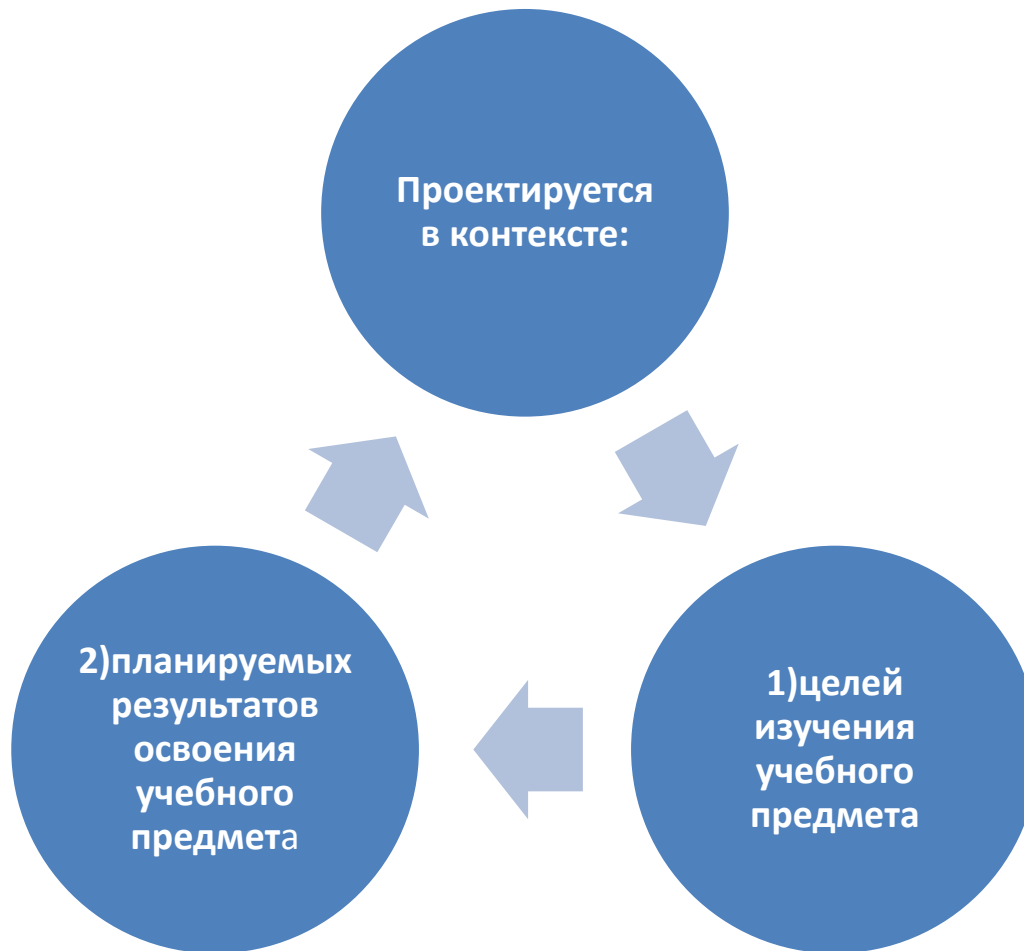 Проектируется
в контексте:
1)целей
изучения
учебного
предмета
2)планируемых
результатов
освоения
учебного
предмета